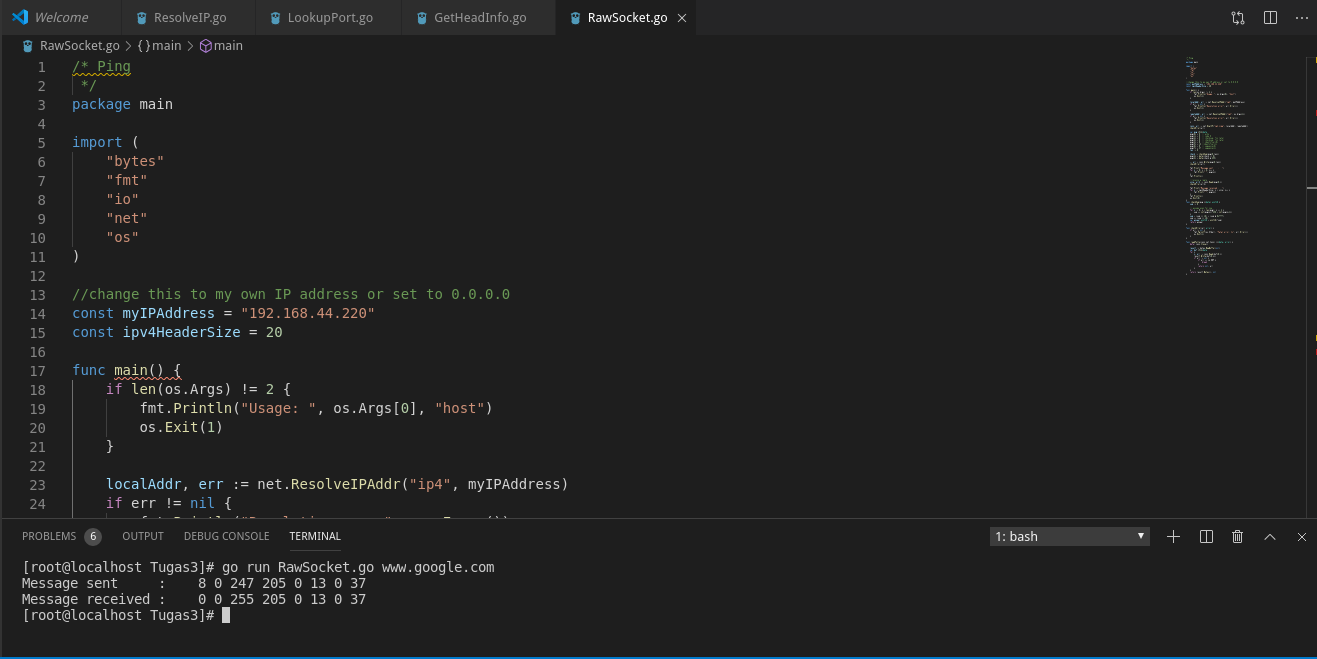 Welcome ResolveIP.go LookupPort.go GetHeadInfo.go RawSocket.go
RawSocket.go > {} main > main
1 /* Ping
2 */
3 package main
4
5 import (
6 "bytes"
7 "fmt"
8 "io"
9 "net"
10 "os"
11 )
12
13 //change this to my own IP address or set to 0.0.0.0
14 const myIPAddress = "192.168.44.220"
15 const ipv4HeaderSize = 20
16
17 func main() {
18 if len(os.Args) != 2 {
19 fmt.Println("Usage: ", os.Args[0], "host")
20 os.Exit(1)
21 }
22
23 localAddr, err := net.ResolveIPAddr("ip4", myIPAddress)
24 if err != nil {
PROBLEMS 6 OUTPUT DEBUG CONSOLE TERMINAL 1: bash
[root@localhost Tugas3]# go run RawSocket.go www.google.com
Message sent : 8 0 247 205 0 13 0 37
Message received : 0 0 255 205 0 13 0 37
[root@localhost Tugas3]#